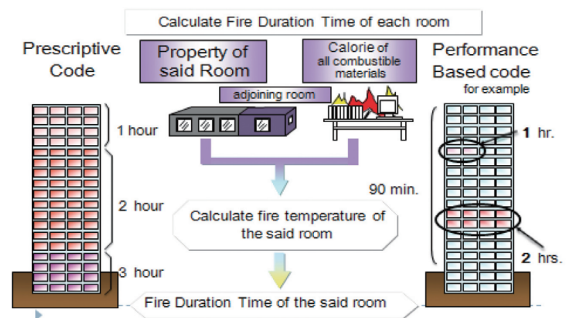 Calculate Fire Duration Time of each room
Prescriptive
Code
Property of
said Room
Calorie of
all combustible
materials
adjoining room
Performance
Based code
for example
1 hour
2 hour
3 hour
1 hr.
90 min.
2 hrs.
Calculate fire temperature of
the said room
Fire Duration Time of the said room